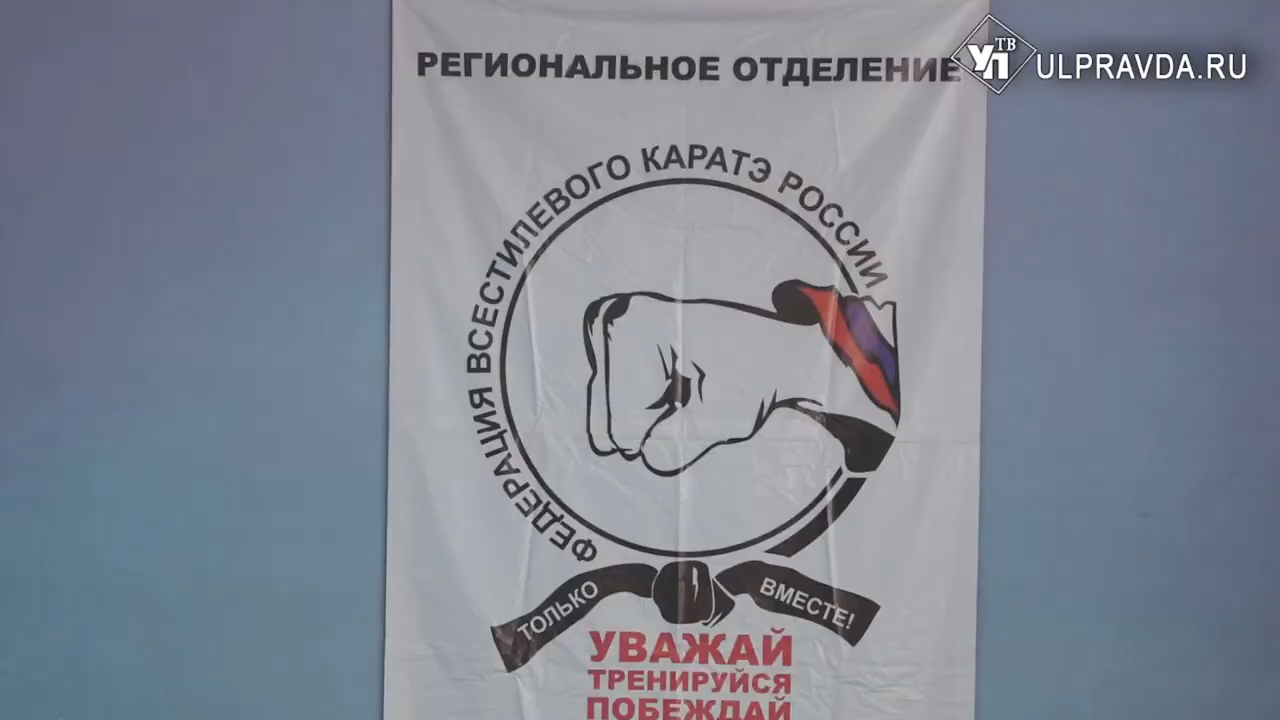 РЕГИОНАЛЬНОЕ ОТДЕЛЕНИЕ
УП ТВ
ULPRAVDA.RU
ФЕДЕРАЦИЯ ВСЕСТИЛЕВОГО КАРАТЭ РОССИИ
ТОЛЬКО ВМЕСТЕ!
УВАЖАЙ
ТРЕНИРУЙСЯ
ПОБЕЖДАЙ